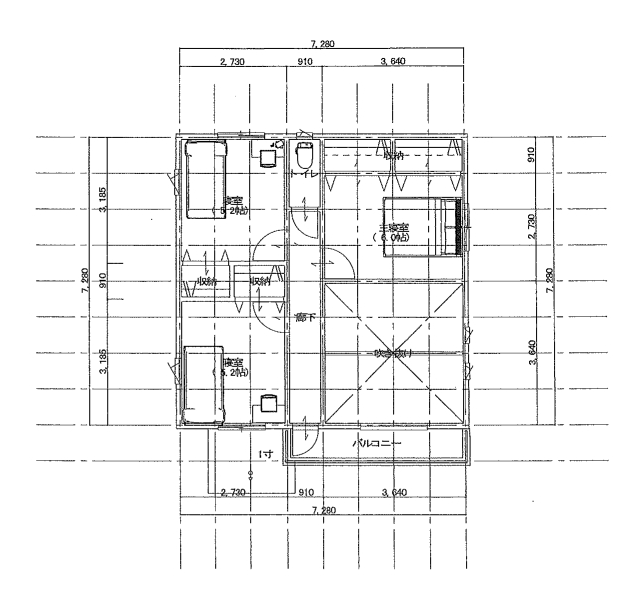 7,280
2,730 910 3,640
収納
トイレ
910
寝室
(5.2帖)
3,185
主寝室
(6.0帖)
2,730
収納
収納
7,280
910
7,280
廊下
吹き抜け
3,185
寝室
(5.2帖)
3,640
バルコニー
1寸
2,730 910 3,640
7,280